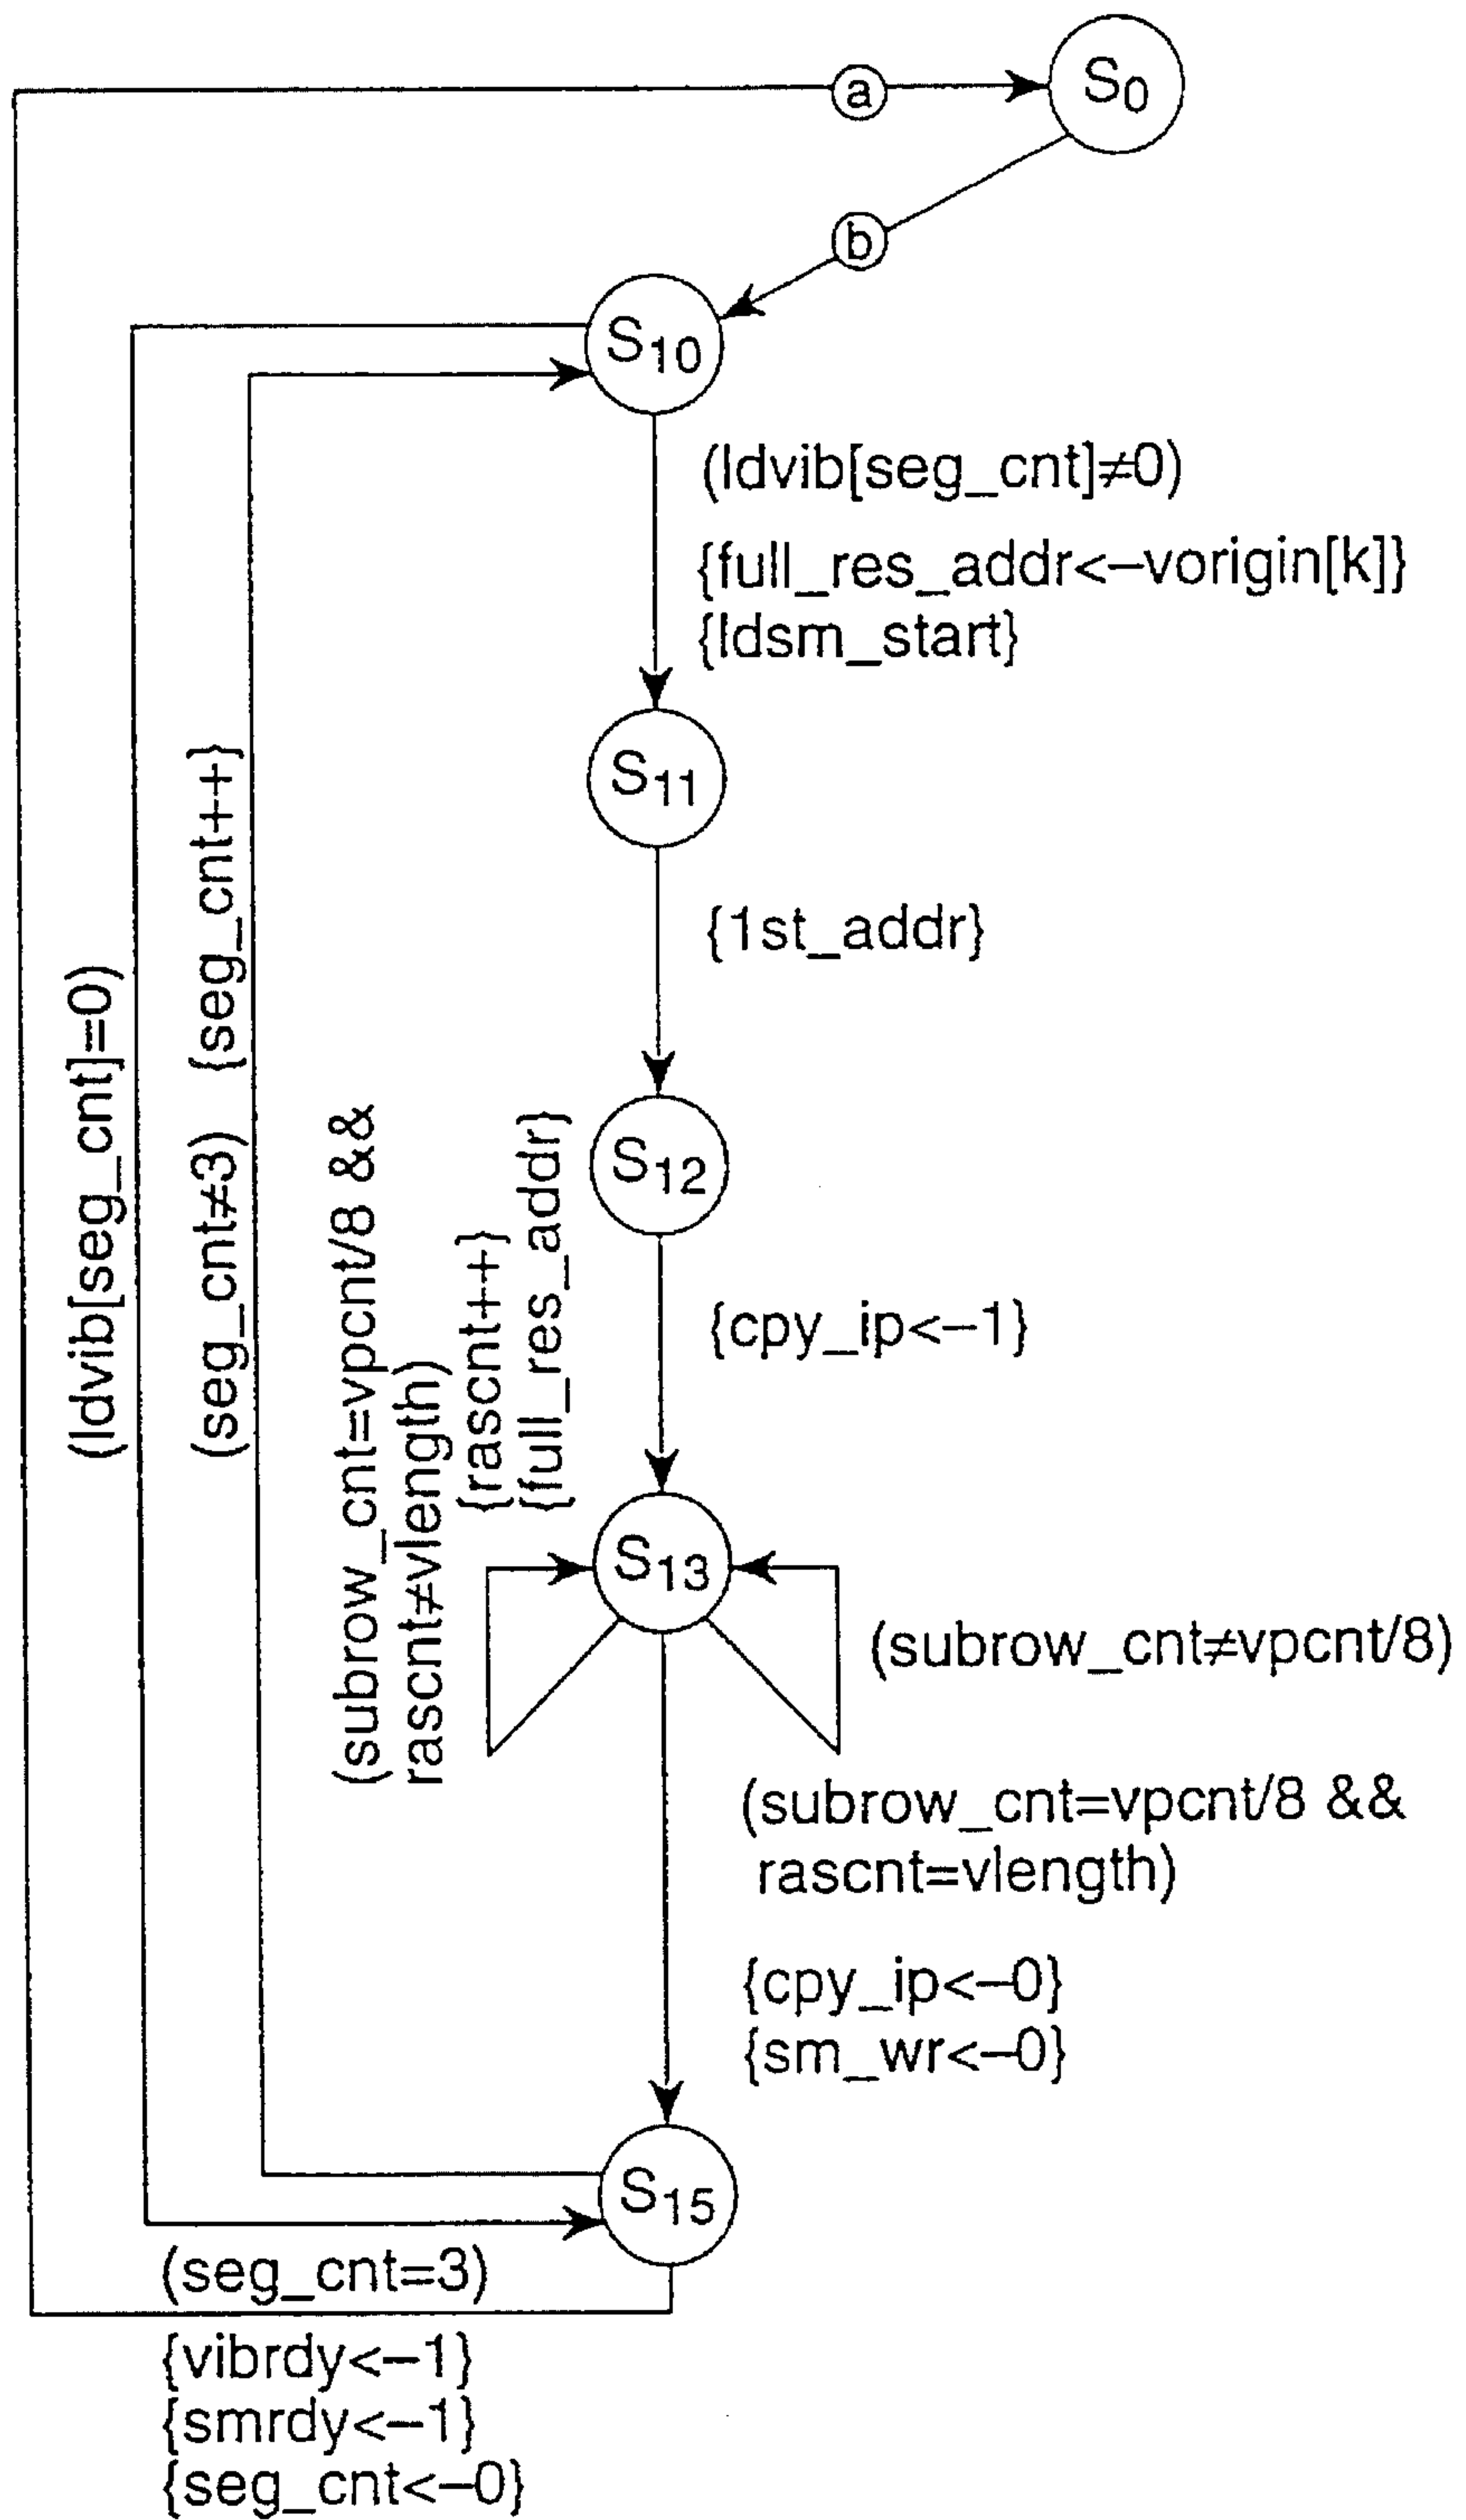 a
S0
b
S10
(ldvib[seg_cnt]≠0)
{full_res_addr<–vorigin[k]}
{ldsm_start}
S11
{1st_addr}
S12
{cpy_ip<–1}
(ldvib[seg_cnt]=0)
(seg_cnt≠3) {seg_cnt++}
(subrow_cnt=vpcnt/8 &&
rascnt≠vlength)
{rascnt++}
{full_res_addr}
S13
(subrow_cnt≠vpcnt/8)
(subrow_cnt=vpcnt/8 &&
rascnt=vlength)
{cpy_ip<–0}
{sm_wr<–0}
S15
(seg_cnt=3)
{vibrdy<–1}
{smrdy<–1}
{seg_cnt<–0}